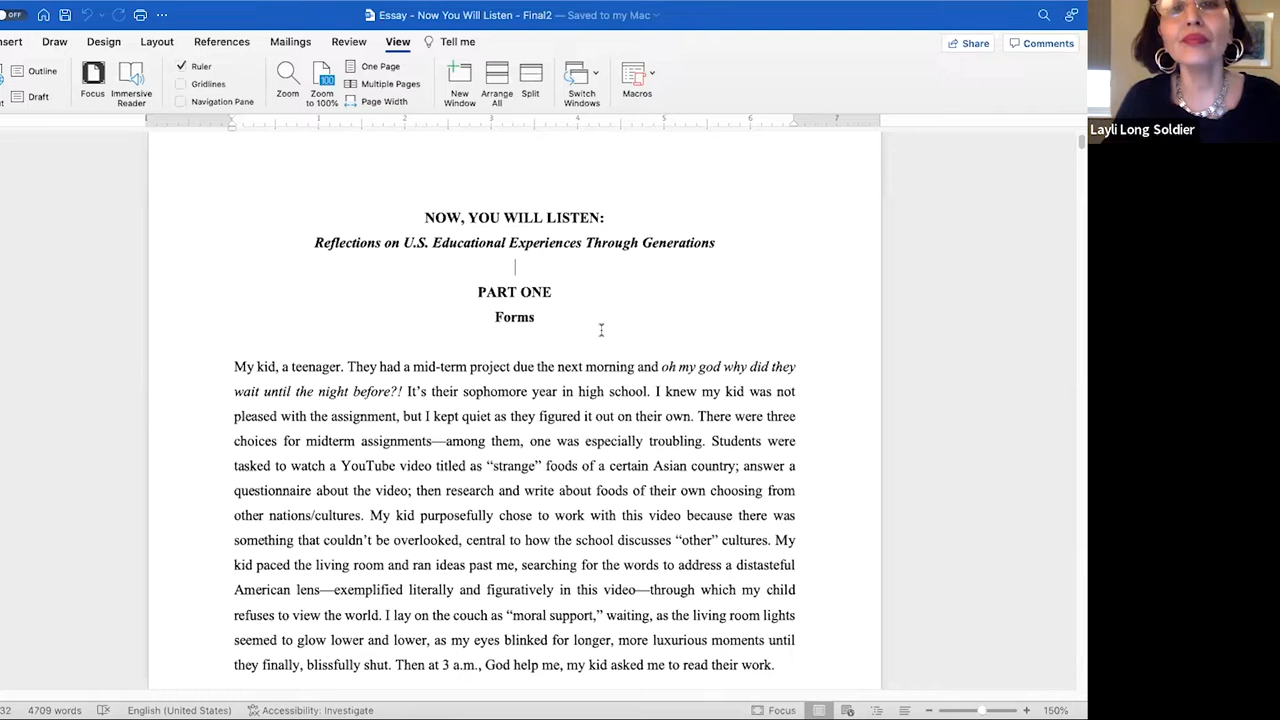 OFF
Essay - Now You Will Listen - Final2 — Saved to my Mac
nsert Draw Design Layout References Mailings Review View Tell me Share Comments
Outline
Draft
Focus
Immersive
Reader
Ruler
Gridlines
Navigation Pane
Zoom
Zoom
to 100%
100
One Page
Multiple Pages
Page Width
New
Window
Arrange
All
Split
Switch
Windows
Macros
Layli Long Soldier
1 2 3 4 5 6 7
NOW, YOU WILL LISTEN:
Reflections on U.S. Educational Experiences Through Generations
PART ONE
Forms
My kid, a teenager. They had a mid-term project due the next morning and oh my god why did they
wait until the night before?! It’s their sophomore year in high school. I knew my kid was not
pleased with the assignment, but I kept quiet as they figured it out on their own. There were three
choices for midterm assignments—among them, one was especially troubling. Students were
tasked to watch a YouTube video titled as “strange” foods of a certain Asian country; answer a
questionnaire about the video; then research and write about foods of their own choosing from
other nations/cultures. My kid purposefully chose to work with this video because there was
something that couldn’t be overlooked, central to how the school discusses “other” cultures. My
kid paced the living room and ran ideas past me, searching for the words to address a distasteful
American lens—exemplified literally and figuratively in this video—through which my child
refuses to view the world. I lay on the couch as “moral support,” waiting, as the living room lights
seemed to glow lower and lower, as my eyes blinked for longer, more luxurious moments until
they finally, blissfully shut. Then at 3 a.m., God help me, my kid asked me to read their work.
32 4709 words English (United States) Accessibility: Investigate Focus 150%